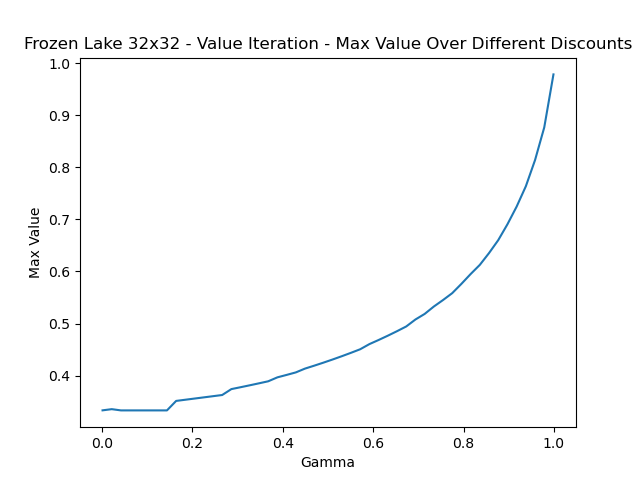 Frozen Lake 32x32 - Value Iteration - Max Value Over Different Discounts
1.0
0.9
0.8
0.7
0.6
0.5
0.4
Max Value
0.0 0.2 0.4 0.6 0.8 1.0
Gamma